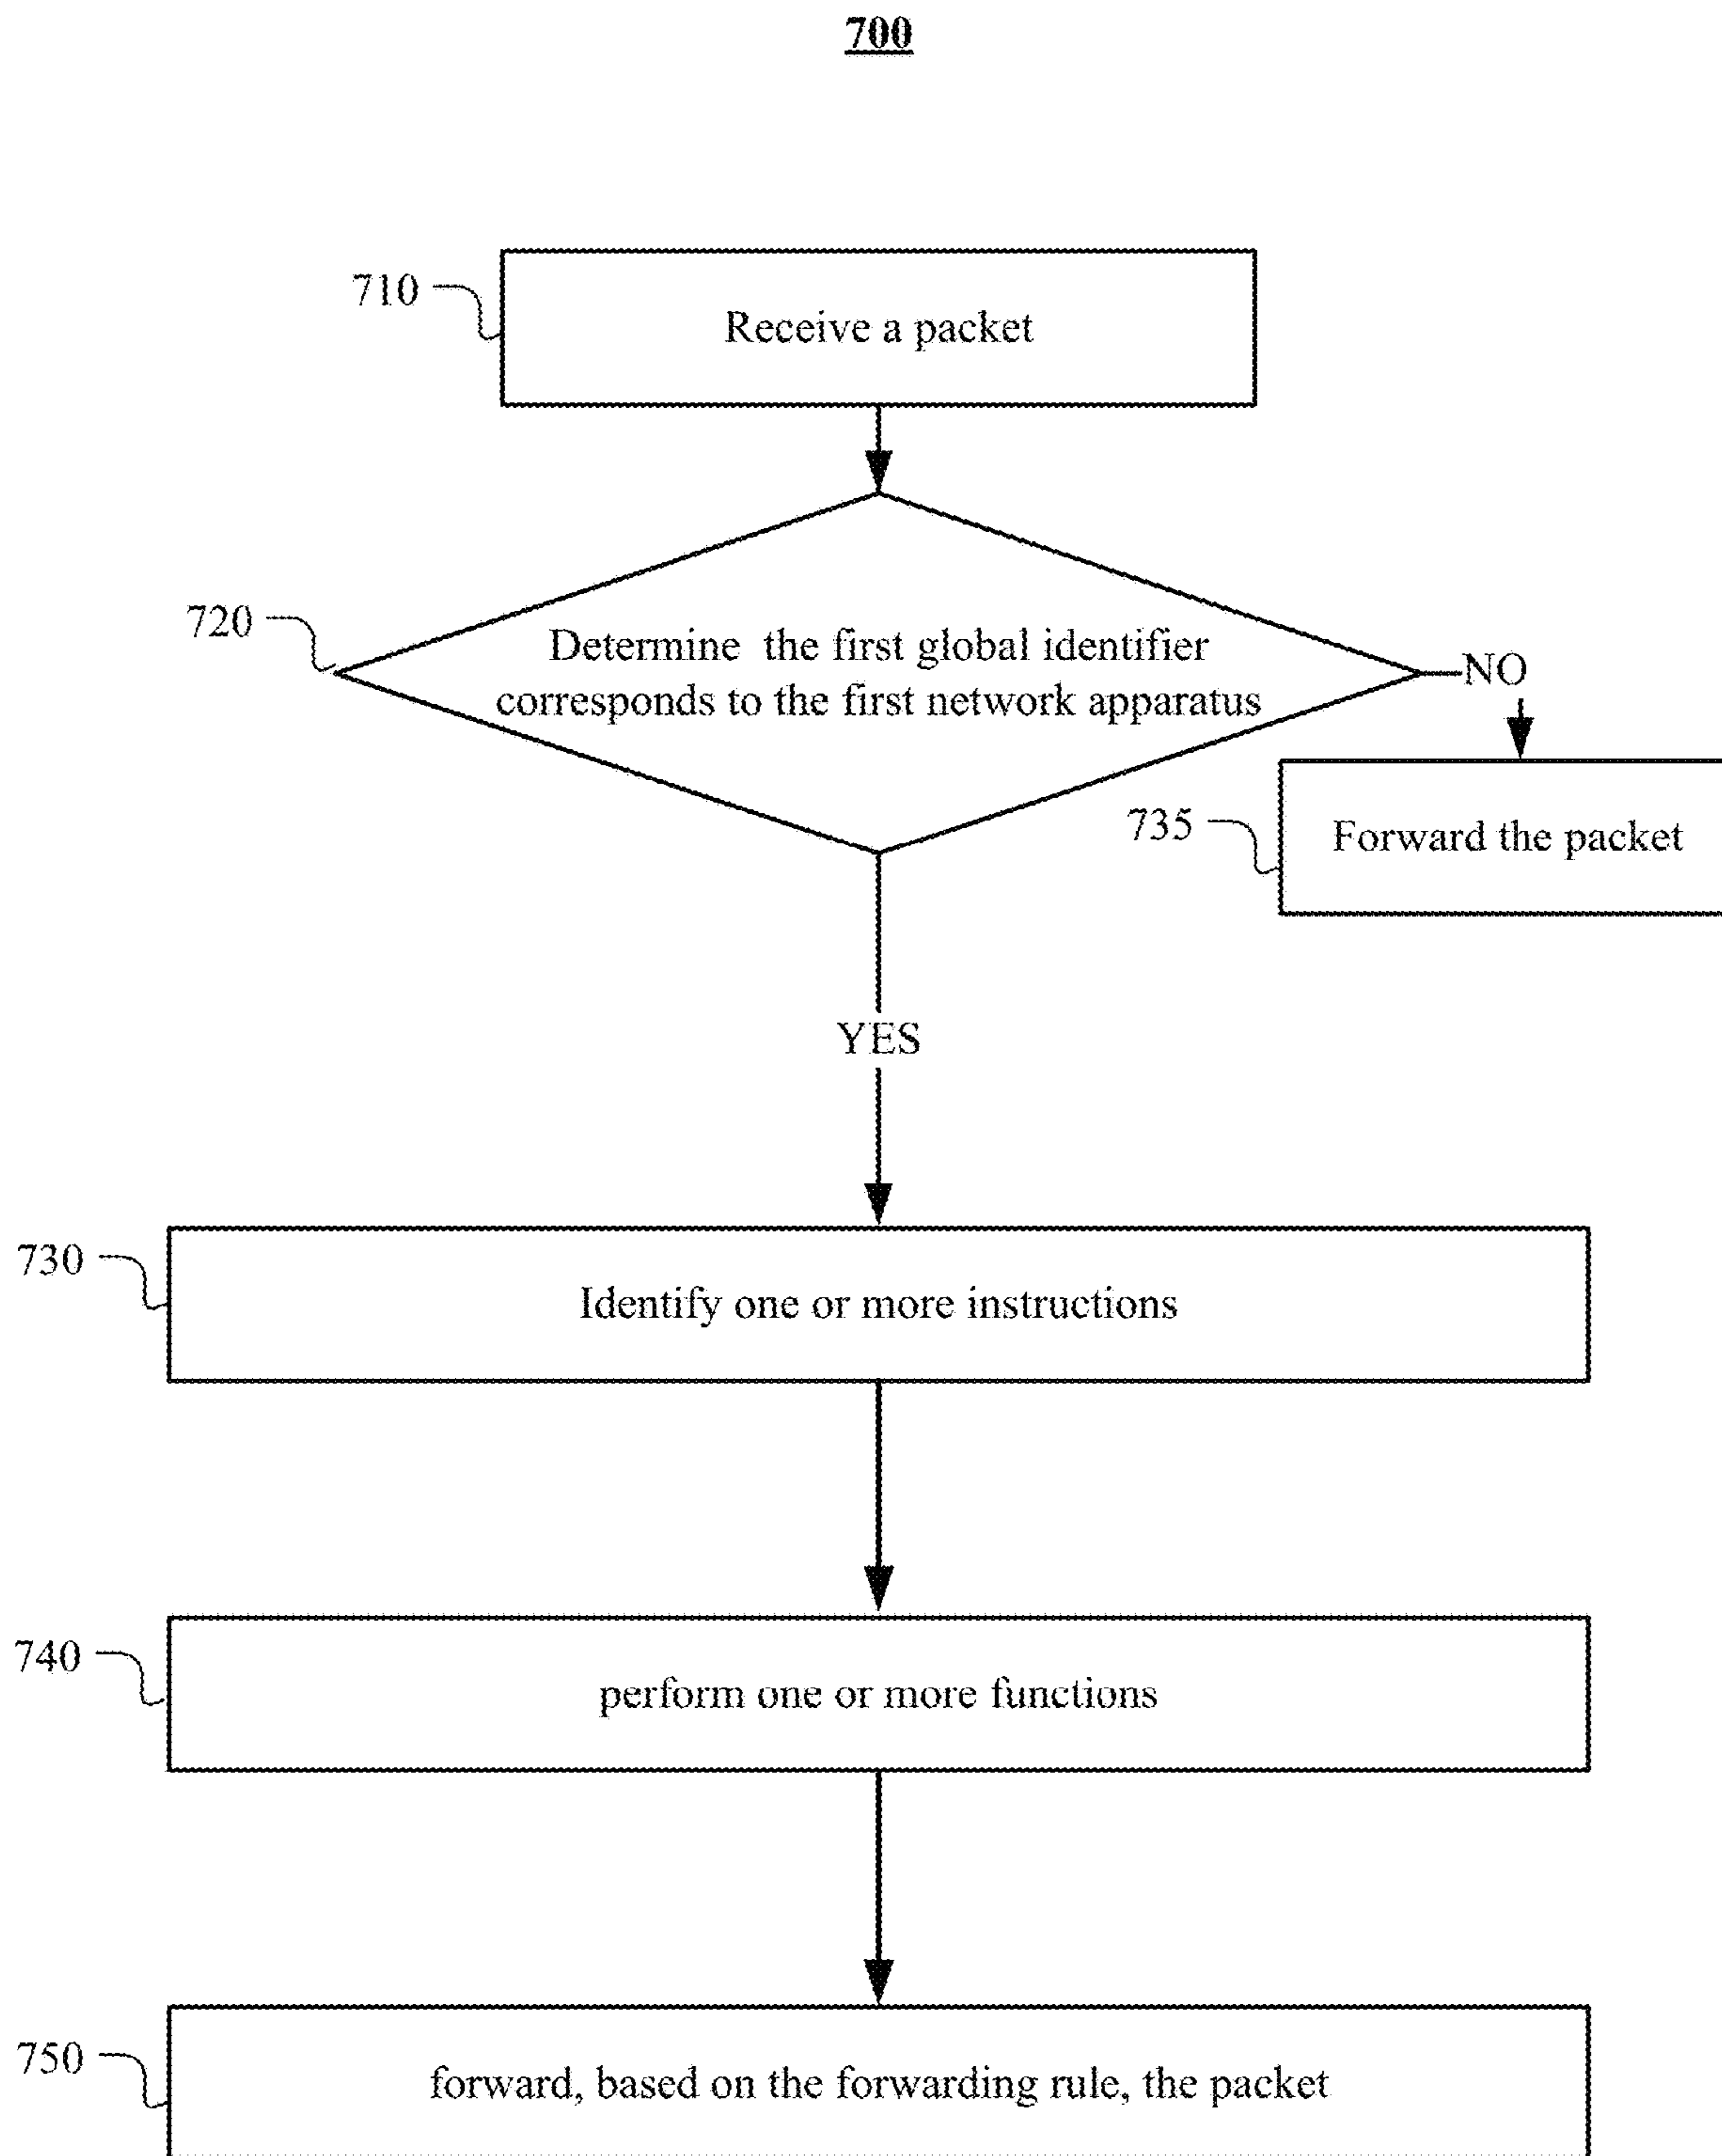 700
710
Receive a packet
720
Determine the first global identifier
corresponds to the first network apparatus
NO
735
Forward the packet
YES
730
Identify one or more instructions
740
perform one or more functions
750
forward, based on the forwarding rule, the packet